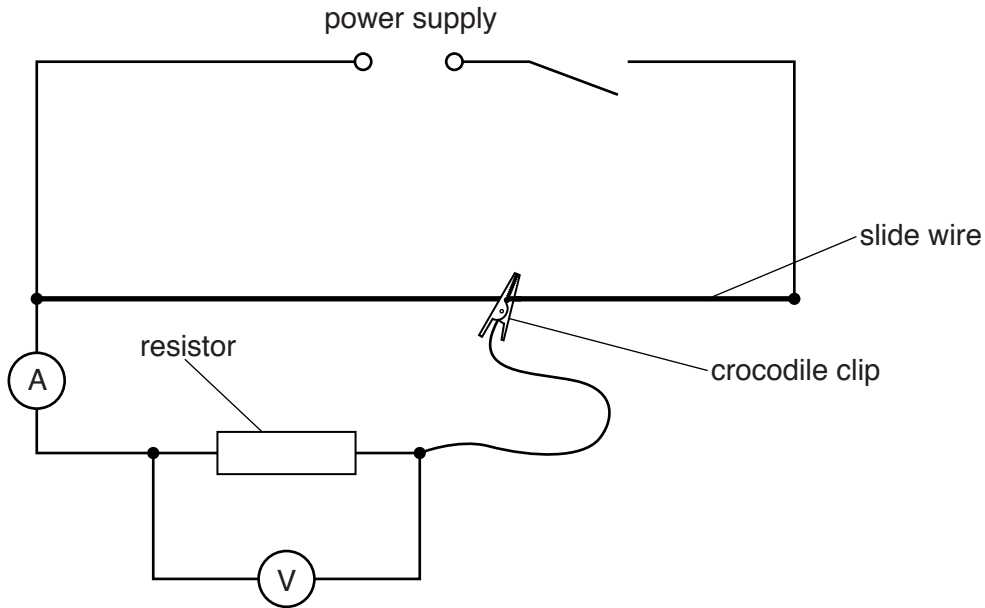 power supply
slide wire
resistor
crocodile clip
A
V